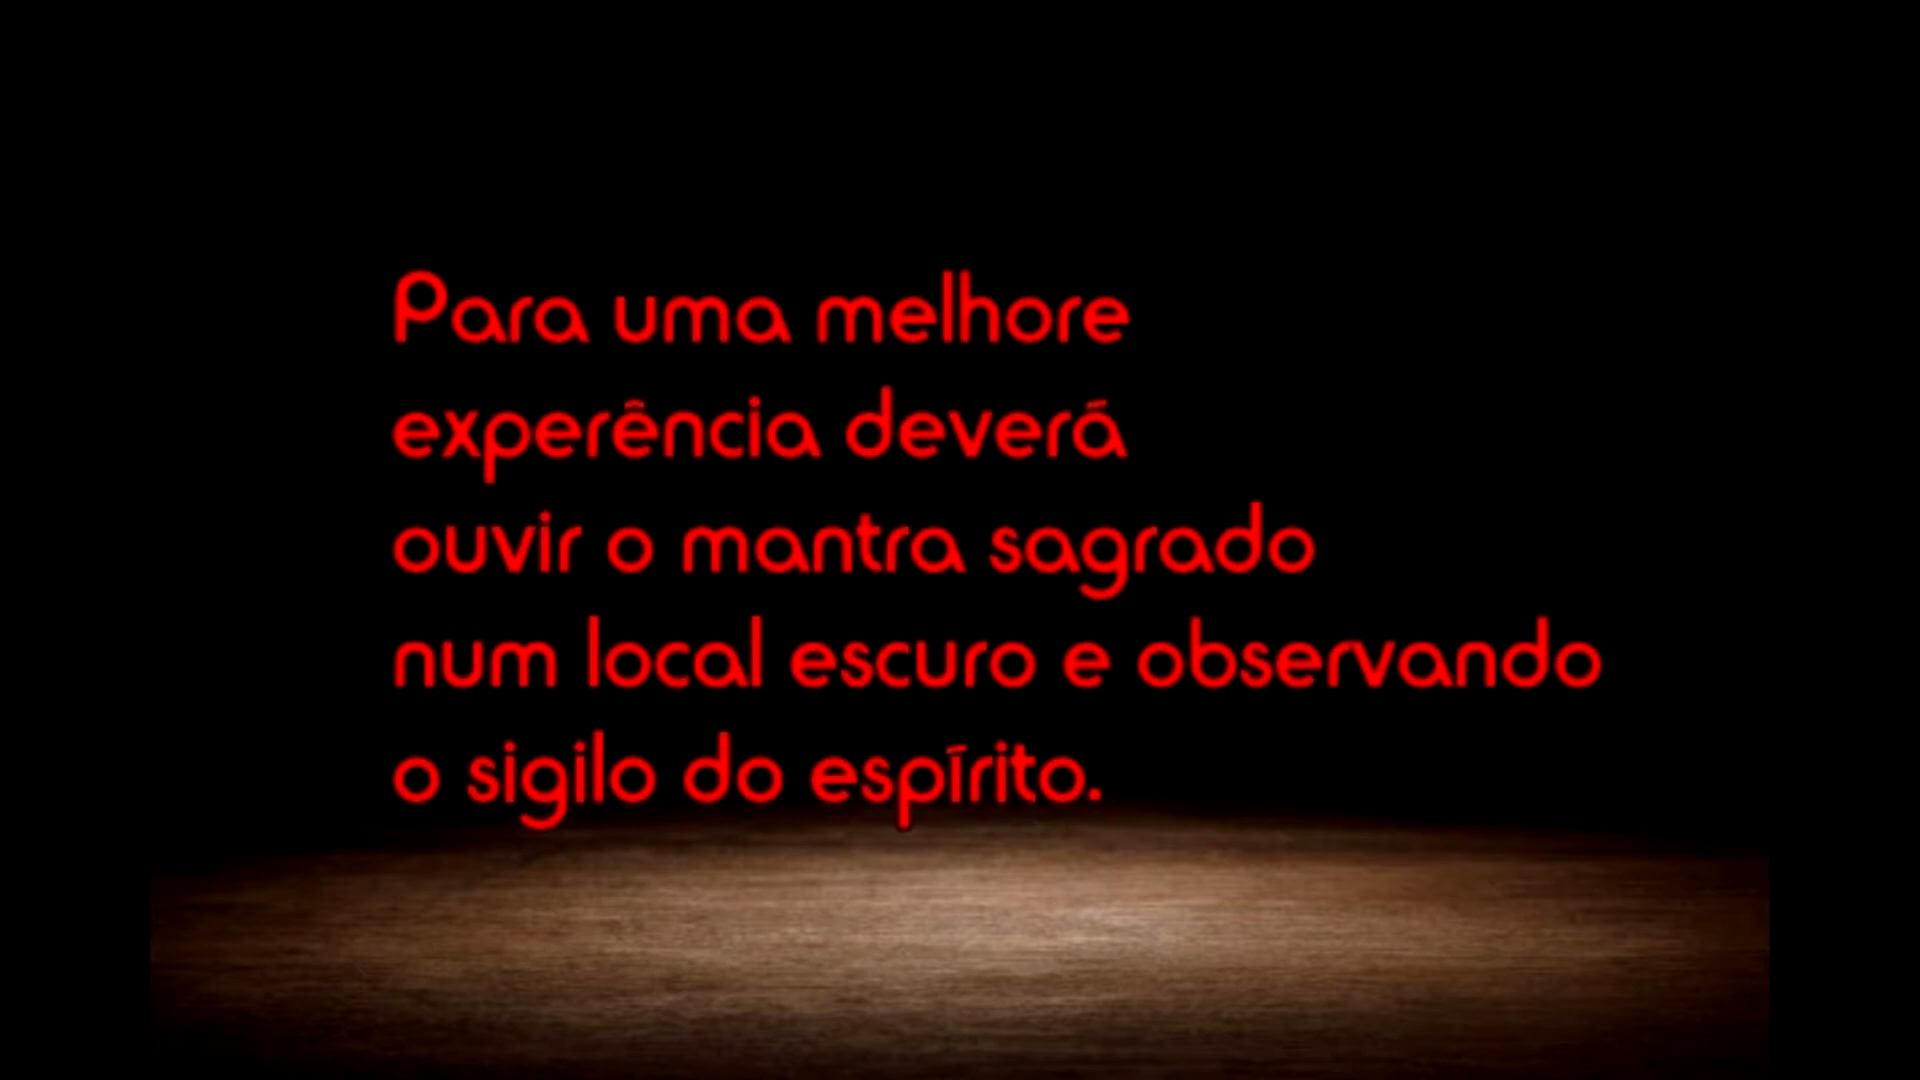 Para uma melhore
experência deverá
ouvir o mantra sagrado
num local escuro e observando
o sigilo do espírito.